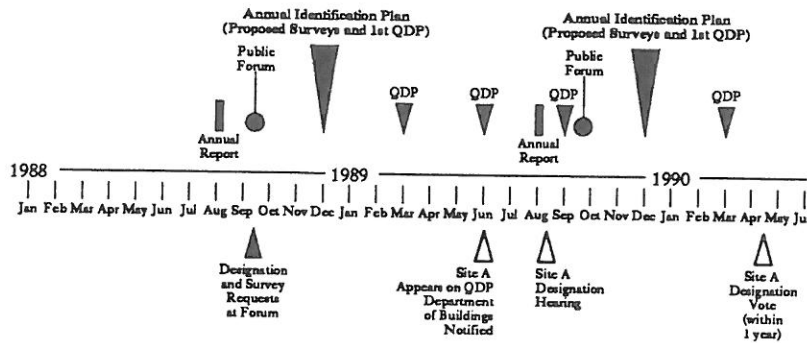 Annual Identification Plan
(Proposed Surveys and 1st QDP)
Public
Forum
Annual Identification Plan
(Proposed Surveys and 1st QDP)
Public
Forum
QDP
QDP
QDP
QDP
Annual
Report
Annual
Report
1988
1989
1990
Jan Feb Mar Apr May Jun Jul Aug Sep Oct Nov Dec Jan Feb Mar Apr May Jun Jul Aug Sep Oct Nov Dec Jan Feb Mar Apr May Ju
Designation
and Survey
Requests
at Forum
Site A
Appears on QDP
Department
of Buildings
Notified
Site A
Designation
Hearing
Site A
Designation
Vote
(within
1 year)